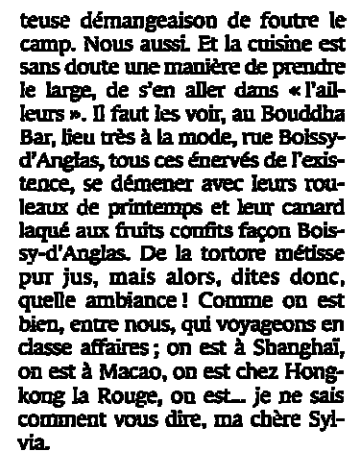 teuse démangeaison de foutre le
camp. Nous aussi. Et la cuisine est
sans doute une manière de prendre
le large, de s'en aller dans « l'ail-
leurs ». Il faut les voir, au Bouddha
Bar, lieu très à la mode, rue Boissy-
d'Anglas, tous ces énervés de l'exis-
tence, se démener avec leurs rou-
leaux de printemps et leur canard
laqué aux fruits confits façon Bois-
sy-d'Anglas. De la tortore métisse
pur jus, mais alors, dites donc,
quelle ambiance ! Comme on est
bien, entre nous, qui voyageons en
classe affaires ; on est à Shanghaï,
on est à Macao, on est chez Hong-
kong la Rouge, on est... je ne sais
comment vous dire, ma chère Syl-
via.